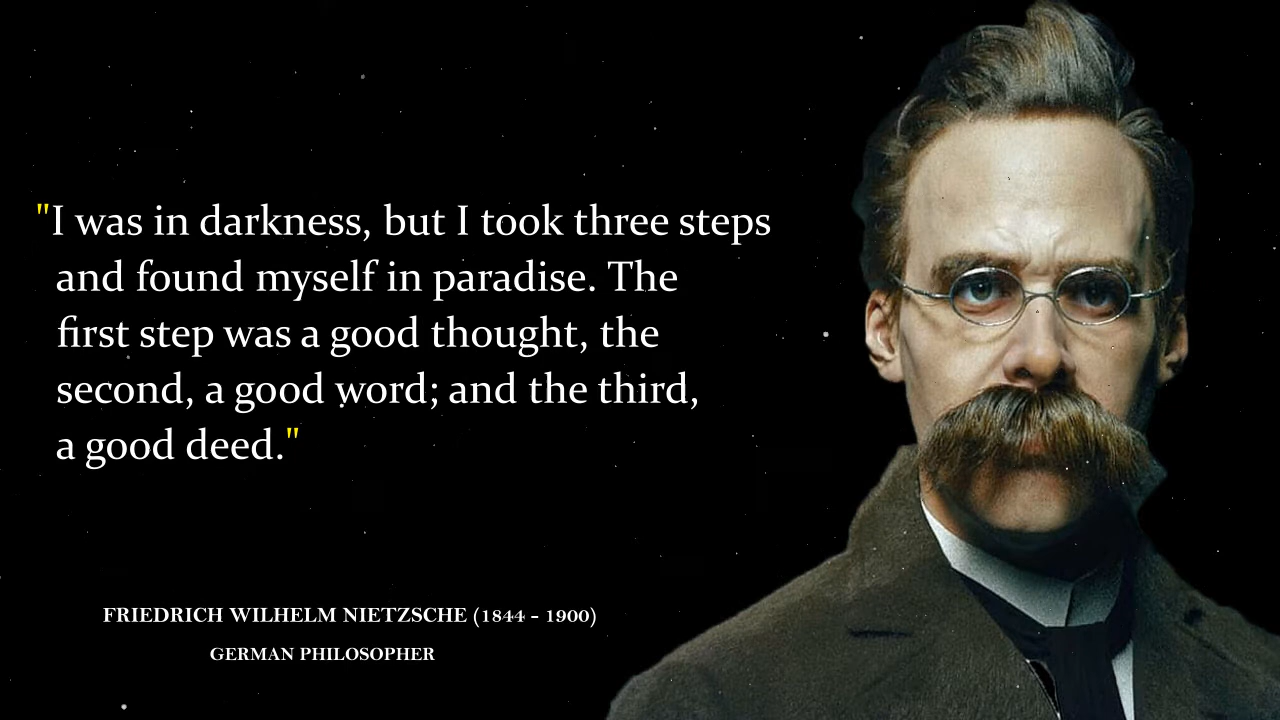 "I was in darkness, but I took three steps
and found myself in paradise. The
first step was a good thought, the
second, a good word; and the third,
a good deed."
FRIEDRICH WILHELM NIETZSCHE (1844 - 1900)
GERMAN PHILOSOPHER